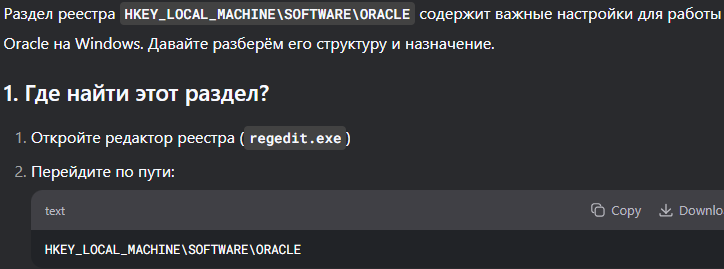 Раздел реестра HKEY_LOCAL_MACHINE\SOFTWARE\ORACLE содержит важные настройки для работы
Oracle на Windows. Давайте разберём его структуру и назначение.
1. Где найти этот раздел?
1. Откройте редактор реестра (regedit.exe)
2. Перейдите по пути:
text Copy Downlo
HKEY_LOCAL_MACHINE\SOFTWARE\ORACLE